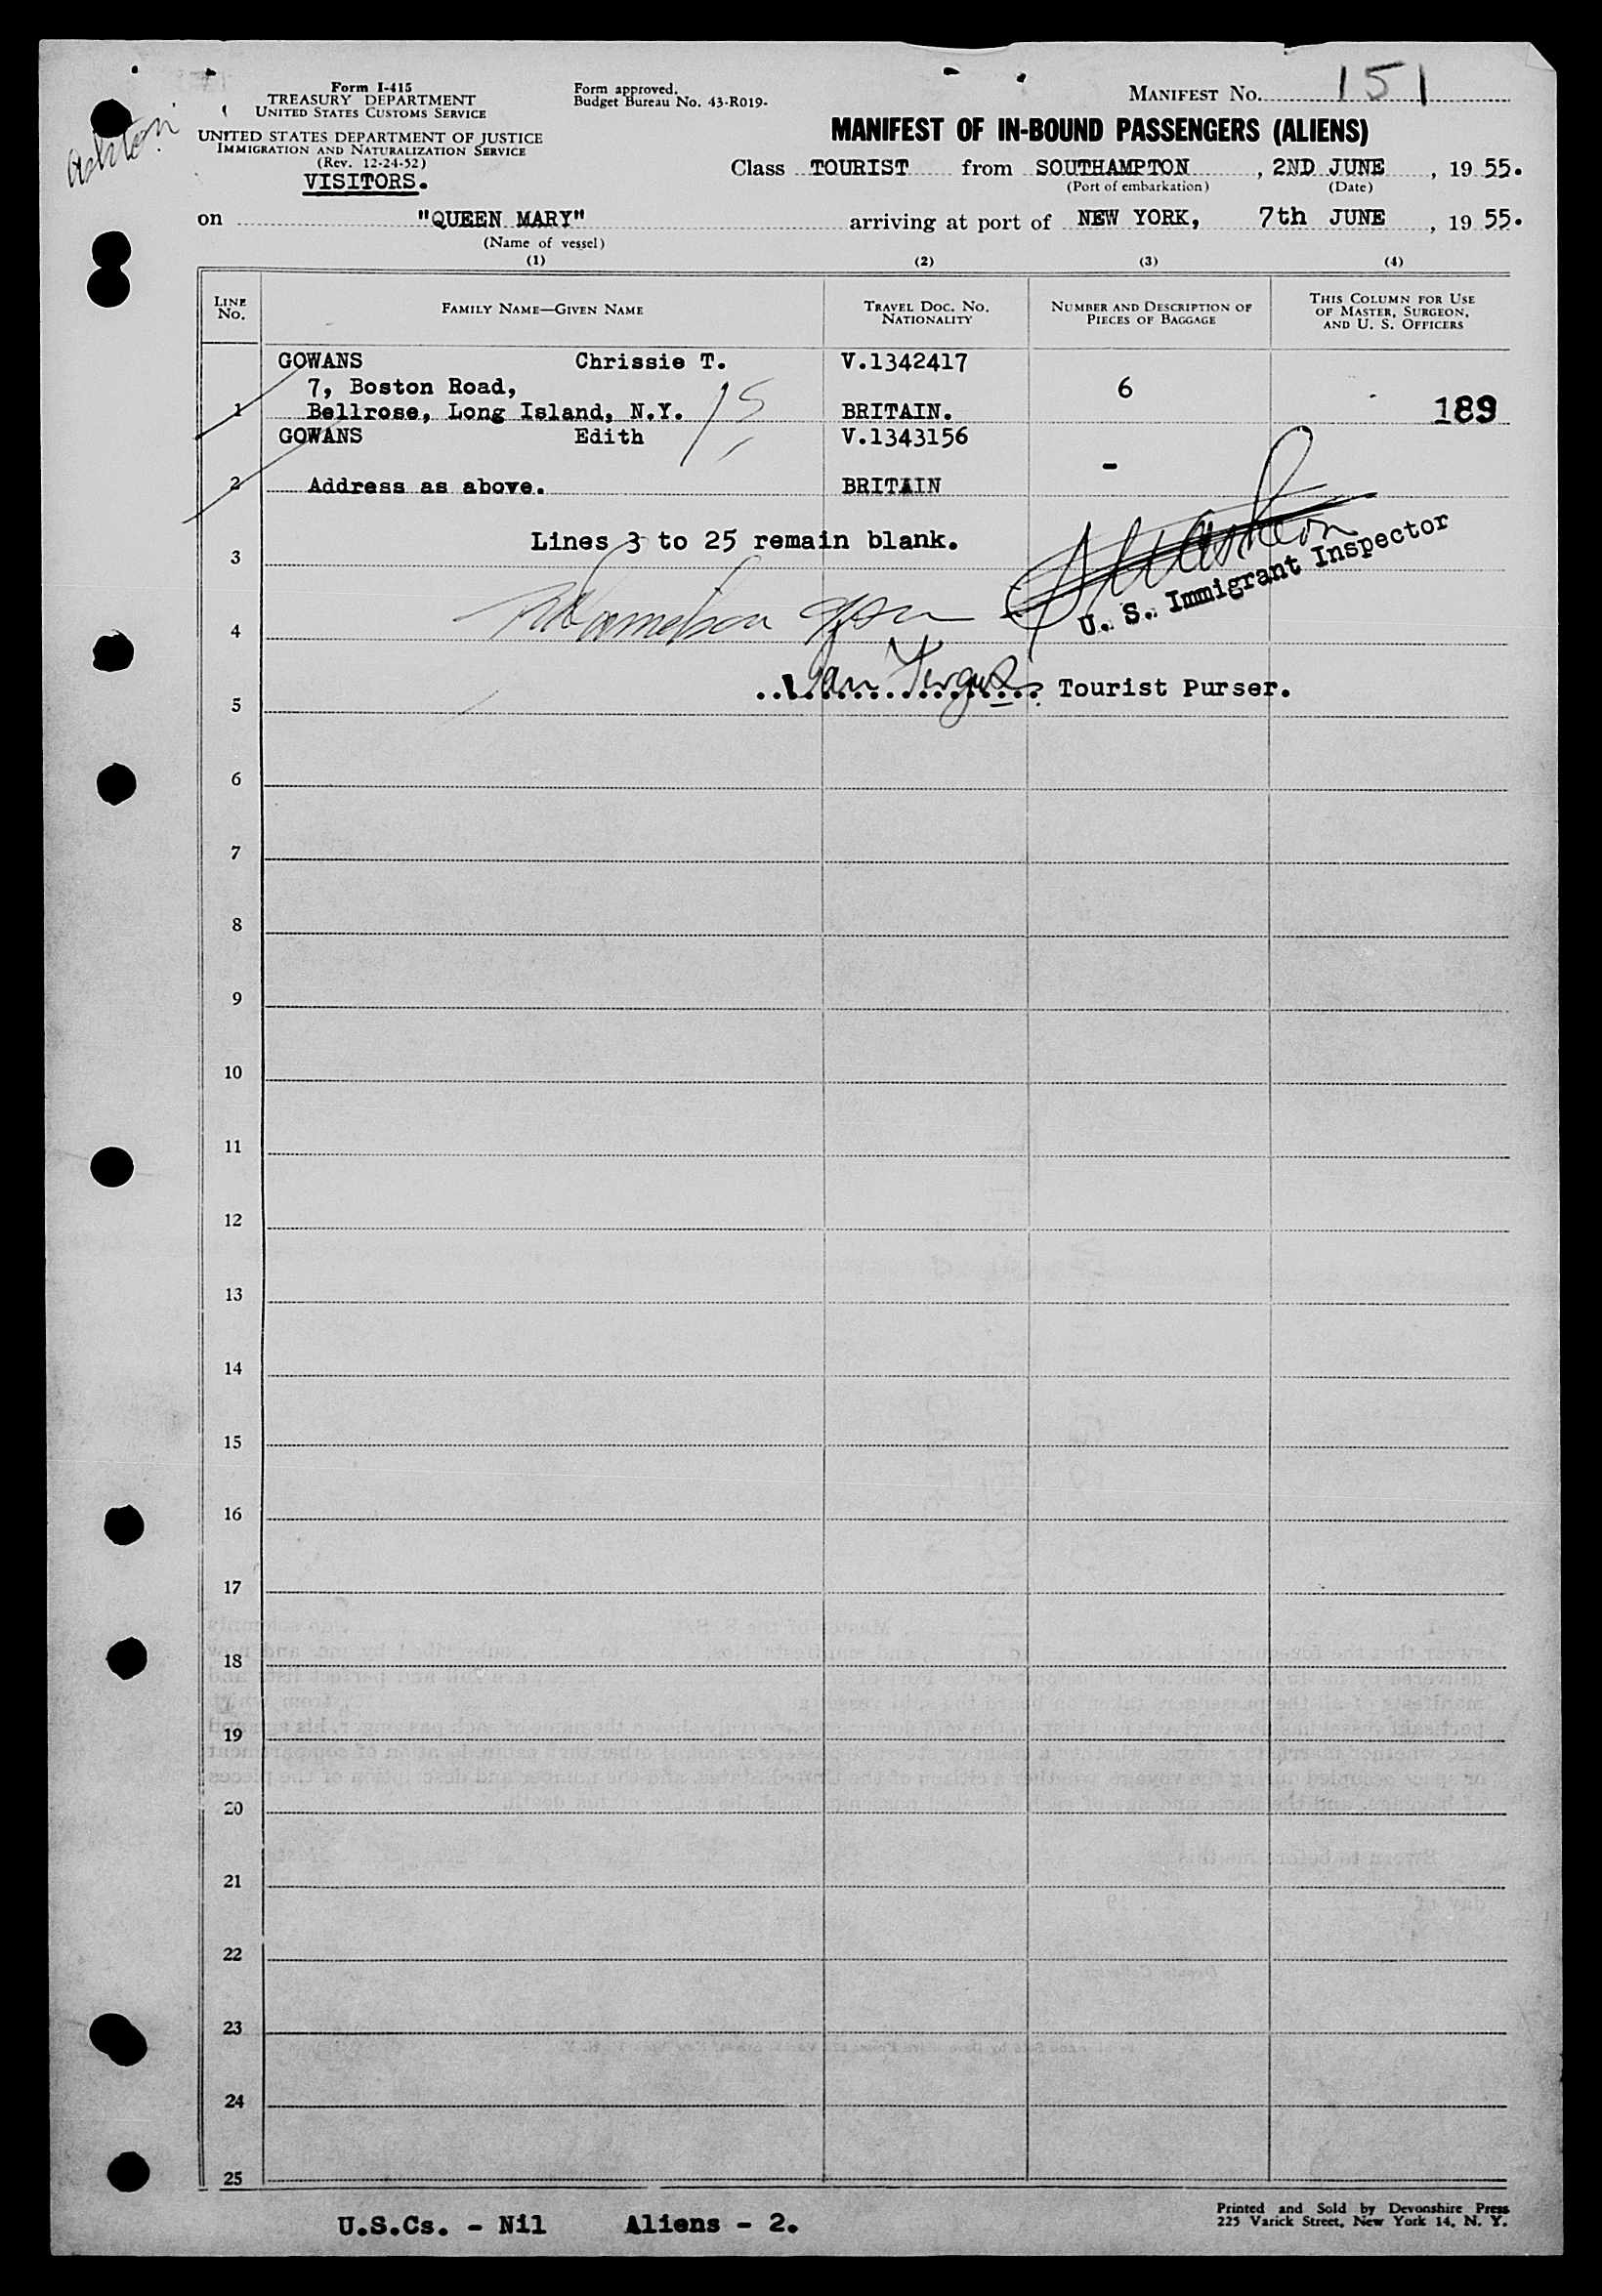 Form I-415
TREASURY DEPARTMENT
UNITED STATES CUSTOMS SERVICE
UNITED STATES DEPARTMENT OF JUSTICE
IMMIGRATION AND NATURALIZATION SERVICE
(Rev. 12-24-52)
VISITORS.
Form approved.
Budget Bureau No. 43-R019-
Ashton
MANIFEST No. 151
MANIFEST OF IN-BOUND PASSENGERS (ALIENS)
Class TOURIST from SOUTHAMPTON, 2ND JUNE, 19 55.
(Port of embarkation) (Date)
on "QUEEN MARY" arriving at port of NEW YORK, 7th JUNE, 19 55.
(Name of vessel)
(1) (2) (3) (4)
LINE No. FAMILY NAME—GIVEN NAME TRAVEL DOC. No. NATIONALITY NUMBER AND DESCRIPTION OF PIECES OF BAGGAGE THIS COLUMN FOR USE OF MASTER, SURGEON, AND U. S. OFFICERS
GOWANS Chrissie T. V.1342417
7, Boston Road, 6
1 Bellrose, Long Island, N.Y. BRITAIN. 189
GOWANS Edith V.1343156
-
2 Address as above. BRITAIN
Lines 3 to 25 remain blank.
3
U. S. Immigrant Inspector
4
Ian Fergus Tourist Purser.
5
6
7
8
9
10
11
12
13
14
15
16
17
18
19
20
21
22
23
24
25
U.S.Cs. - Nil Aliens - 2.
Printed and Sold by Devonshire Press
225 Varick Street, New York 14, N. Y.